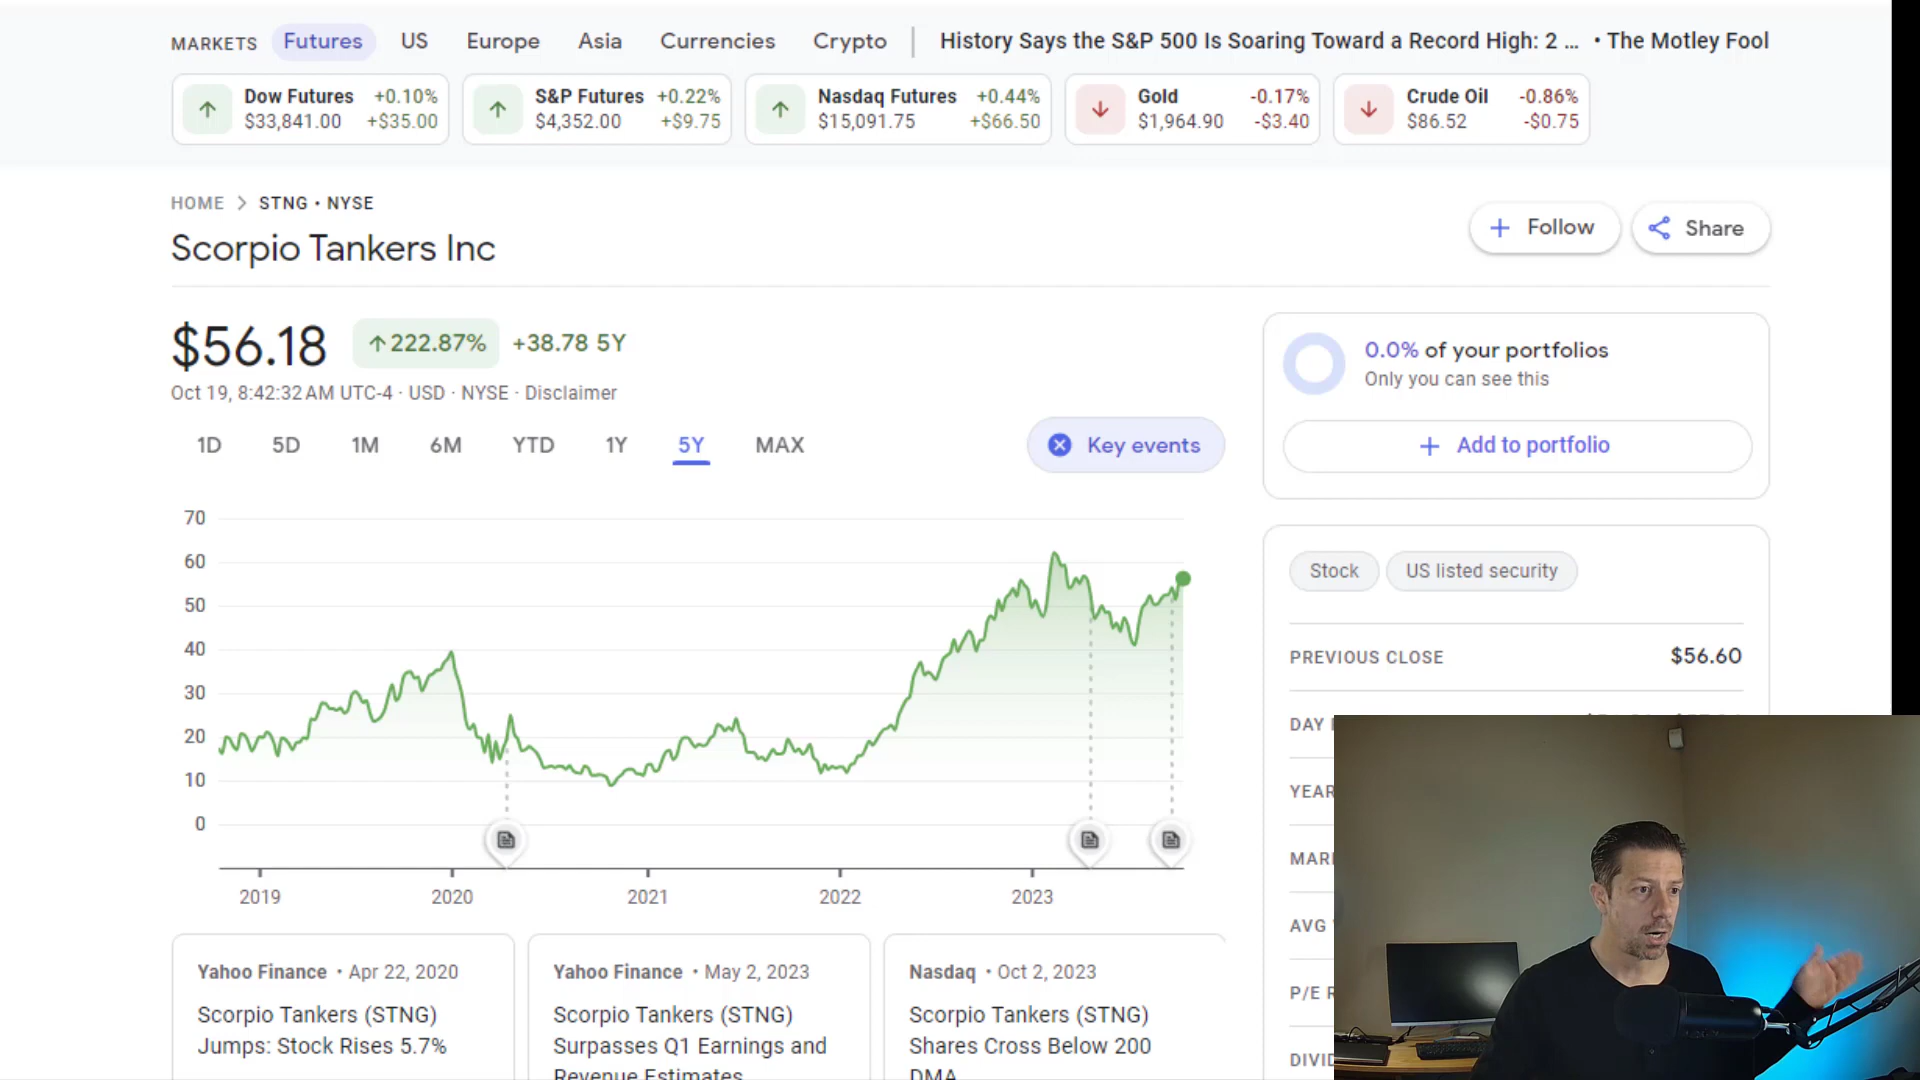 MARKETS Futures US Europe Asia Currencies Crypto History Says the S&P 500 Is Soaring Toward a Record High: 2 ... • The Motley Fool
Dow Futures +0.10%
$33,841.00 +$35.00
S&P Futures +0.22%
$4,352.00 +$9.75
Nasdaq Futures +0.44%
$15,091.75 +$66.50
Gold -0.17%
$1,964.90 -$3.40
Crude Oil -0.86%
$86.52 -$0.75
HOME > STNG • NYSE
Scorpio Tankers Inc
+ Follow
Share
$56.18 ↑222.87% +38.78 5Y
Oct 19, 8:42:32 AM UTC-4 · USD · NYSE · Disclaimer
1D 5D 1M 6M YTD 1Y 5Y MAX
Key events
70
60
50
40
30
20
10
0
2019 2020 2021 2022 2023
Yahoo Finance • Apr 22, 2020
Scorpio Tankers (STNG)
Jumps: Stock Rises 5.7%
Yahoo Finance • May 2, 2023
Scorpio Tankers (STNG)
Surpasses Q1 Earnings and
Revenue Estimates
Nasdaq • Oct 2, 2023
Scorpio Tankers (STNG)
Shares Cross Below 200
DMA
0.0% of your portfolios
Only you can see this
+ Add to portfolio
Stock US listed security
PREVIOUS CLOSE $56.60
DAY
YEAR
MAR
AVG
P/E R
DIVID